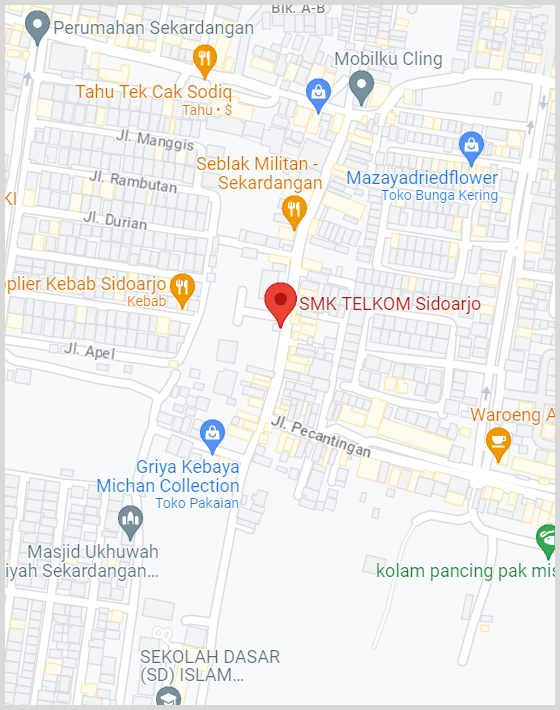 Blk. A-B
Perumahan Sekardangan
Mobilku Cling
Tahu Tek Cak Sodiq
Tahu • $
Jl. Manggis
Seblak Militan -
Sekardangan
Mazayadriedflower
Toko Bunga Kering
Jl. Rambutan
KI
Jl. Durian
plier Kebab Sidoarjo
Kebab
SMK TELKOM Sidoarjo
Jl. Apel
Waroeng A
Jl. Pecantingan
Griya Kebaya
Michan Collection
Toko Pakaian
Masjid Ukhuwah
iyah Sekardangan...
kolam pancing pak mis
SEKOLAH DASAR
(SD) ISLAM...